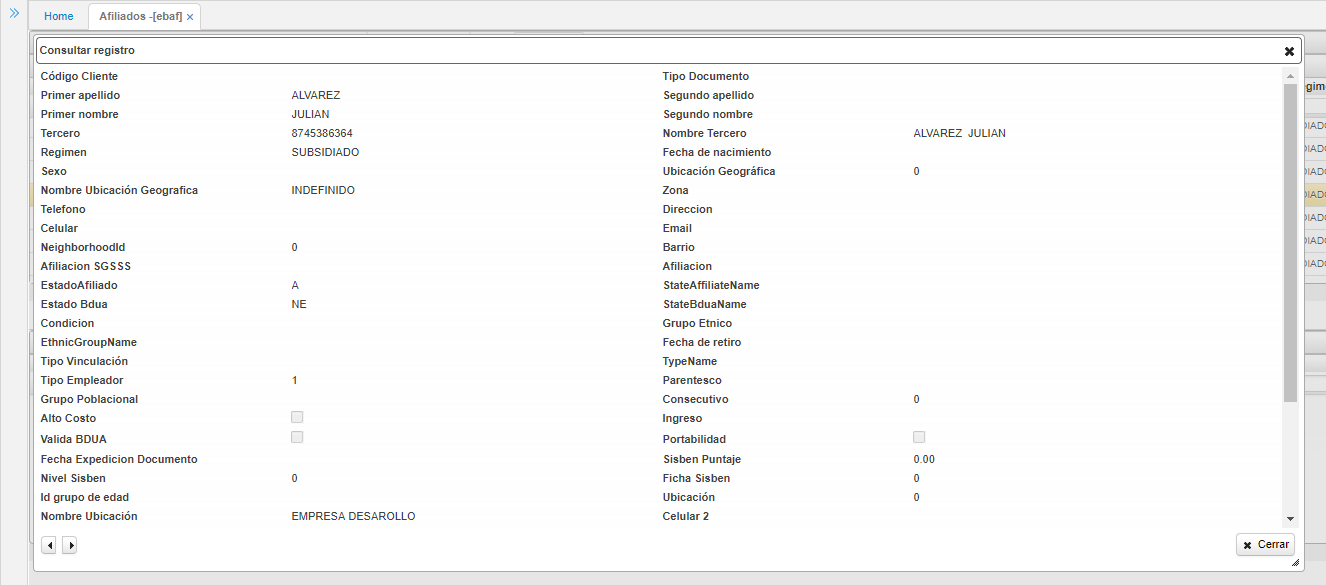 Home Afiliados -[ebaf]
Consultar registro
Código Cliente Tipo Documento
Primer apellido ALVAREZ Segundo apellido
Primer nombre JULIAN Segundo nombre
Tercero 8745386364 Nombre Tercero ALVAREZ JULIAN
Regimen SUBSIDIADO Fecha de nacimiento
Sexo Ubicación Geográfica 0
Nombre Ubicación Geografica INDEFINIDO Zona
Telefono Direccion
Celular Email
NeighborhoodId 0 Barrio
Afiliacion SGSSS Afiliacion
EstadoAfiliado A StateAffiliateName
Estado Bdua NE StateBduaName
Condicion Grupo Etnico
EthnicGroupName Fecha de retiro
Tipo Vinculación TypeName
Tipo Empleador 1 Parentesco
Grupo Poblacional Consecutivo 0
Alto Costo Ingreso
Valida BDUA Portabilidad
Fecha Expedicion Documento Sisben Puntaje 0.00
Nivel Sisben 0 Ficha Sisben 0
Id grupo de edad Ubicación 0
Nombre Ubicación EMPRESA DESAROLLO Celular 2
Cerrar